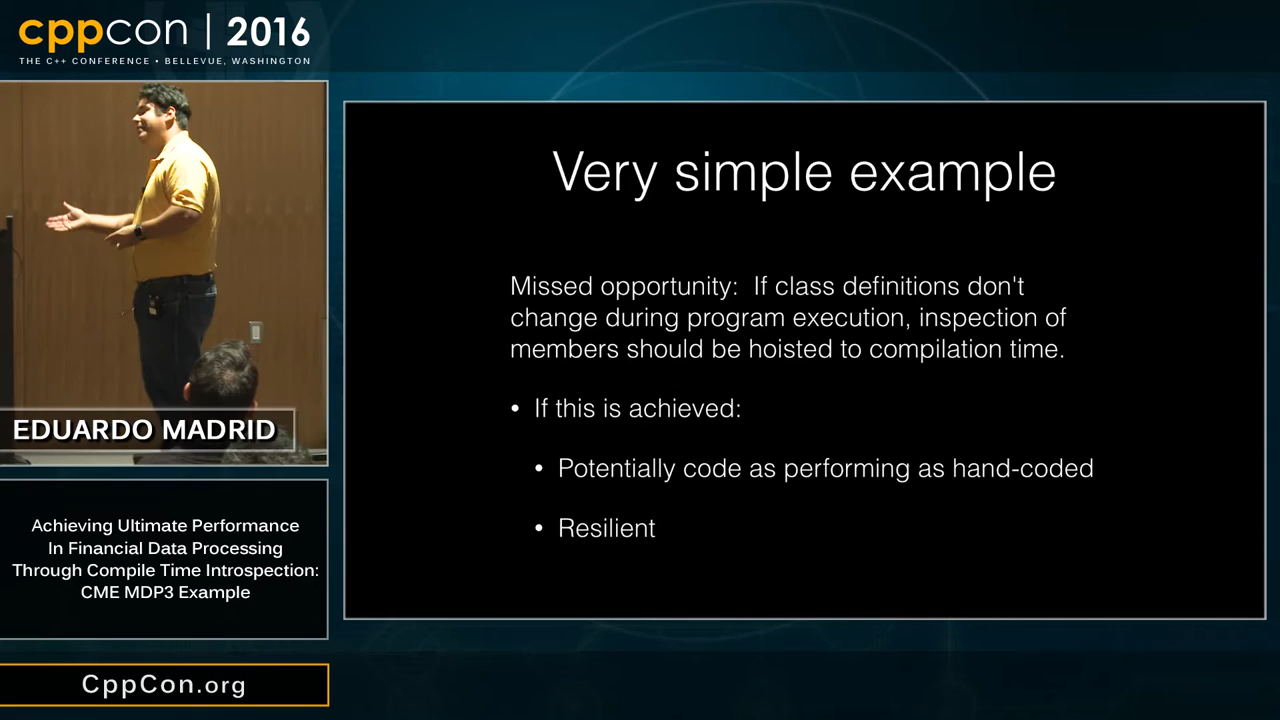 cppcon | 2016
THE C++ CONFERENCE • BELLEVUE, WASHINGTON
EDUARDO MADRID
Achieving Ultimate Performance
In Financial Data Processing
Through Compile Time Introspection:
CME MDP3 Example
CppCon.org
Very simple example
Missed opportunity: If class definitions don't
change during program execution, inspection of
members should be hoisted to compilation time.
• If this is achieved:
• Potentially code as performing as hand-coded
• Resilient